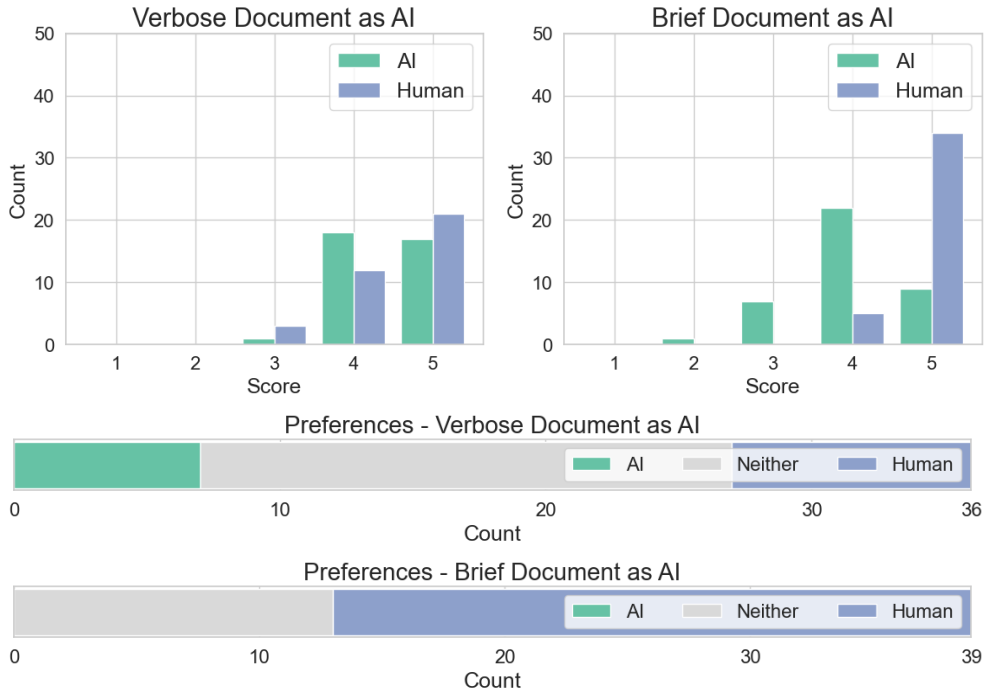 Verbose Document as AI
50
40
30
20
10
0
Count
AI
Human
1 2 3 4 5
Score
Brief Document as AI
50
40
30
20
10
0
Count
AI
Human
1 2 3 4 5
Score
Preferences - Verbose Document as AI
AI Neither Human
0 10 20 30 36
Count
Preferences - Brief Document as AI
AI Neither Human
0 10 20 30 39
Count